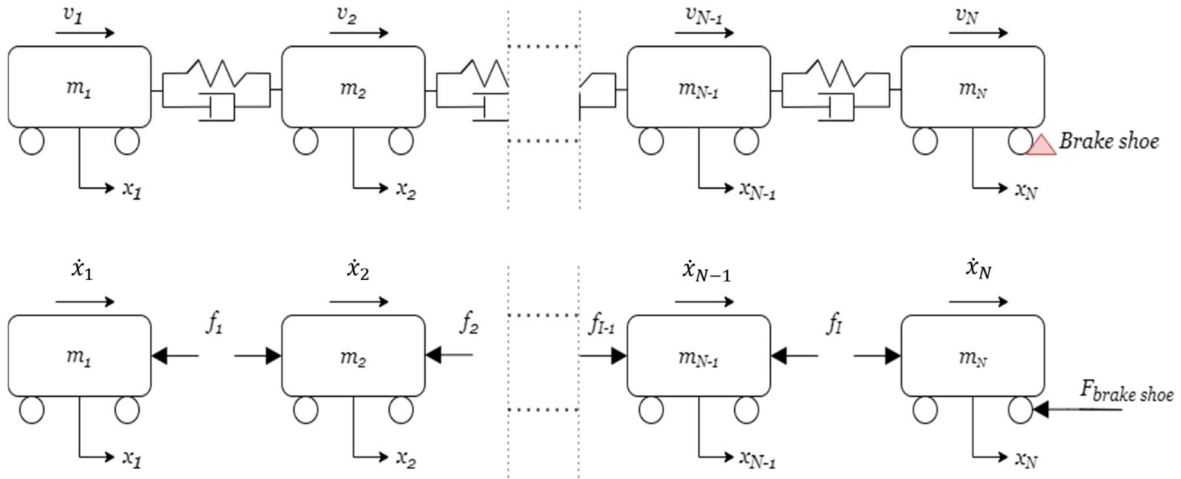 v1 v2 vN-1 vN
m1 m2 mN-1 mN
Brake shoe
x1 x2 xN-1 xN
ẋ1 ẋ2 ẋN−1 ẋN
f1 f2 fI-1 fI
m1 m2 mN-1 mN
Fbrake shoe
x1 x2 xN-1 xN